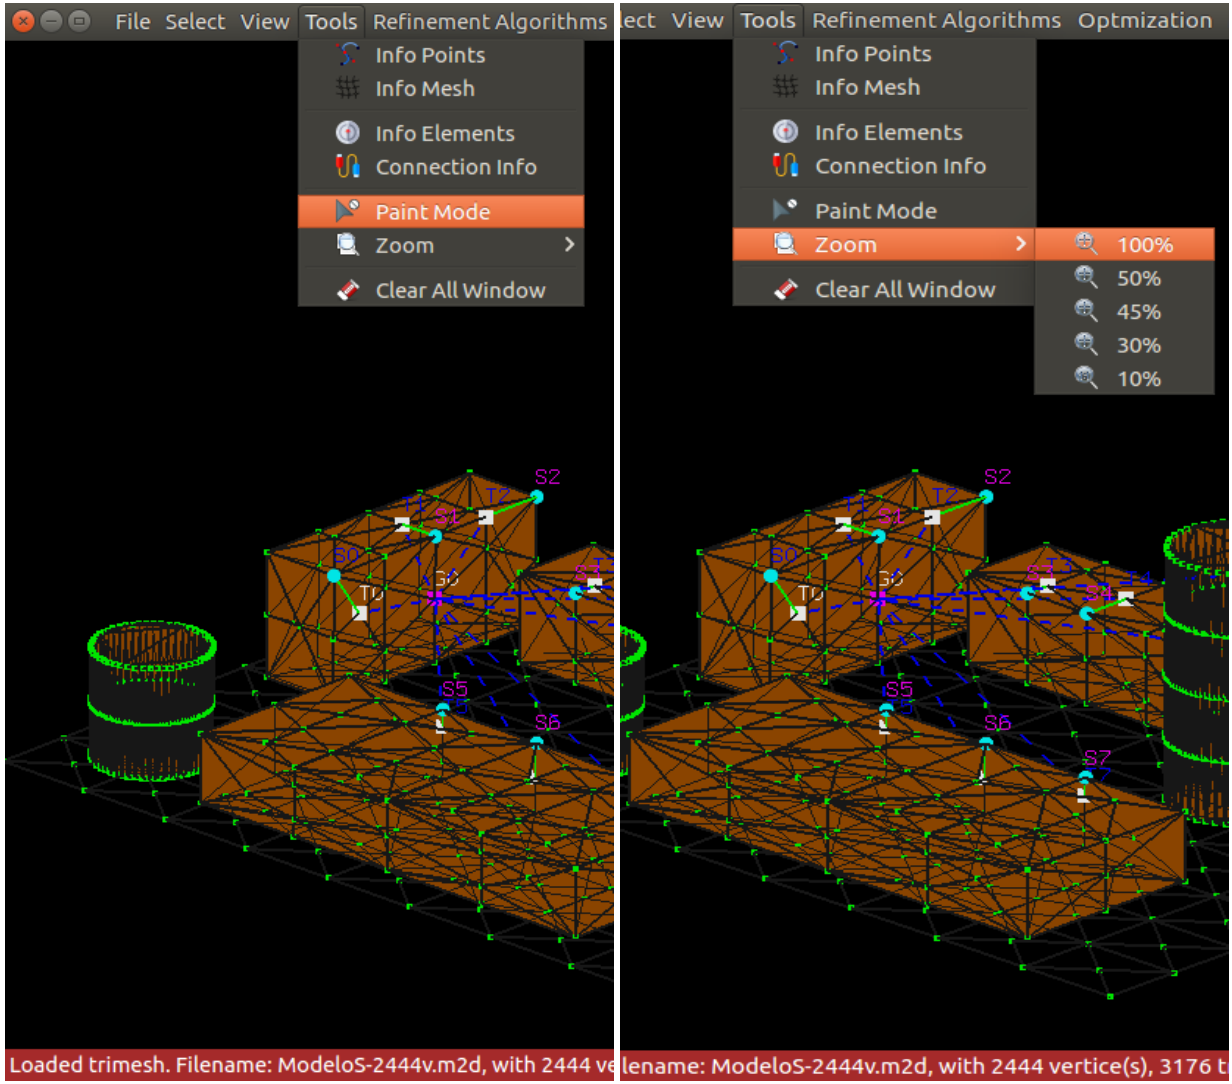 File Select View Tools Refinement Algorithms
Info Points
Info Mesh
Info Elements
Connection Info
Paint Mode
Zoom
Clear All Window
S2
T1
T2
S1
S0
T0
G0
S5
S6
Loaded trimesh. Filename: ModeloS-2444v.m2d, with 2444 ve
lect View Tools Refinement Algorithms Optmization
Info Points
Info Mesh
Info Elements
Connection Info
Paint Mode
Zoom
Clear All Window
100%
50%
45%
30%
10%
S2
T1
T2
S1
S0
T0
G0
S3
S4
S5
S6
S7
lename: ModeloS-2444v.m2d, with 2444 vertice(s), 3176 t